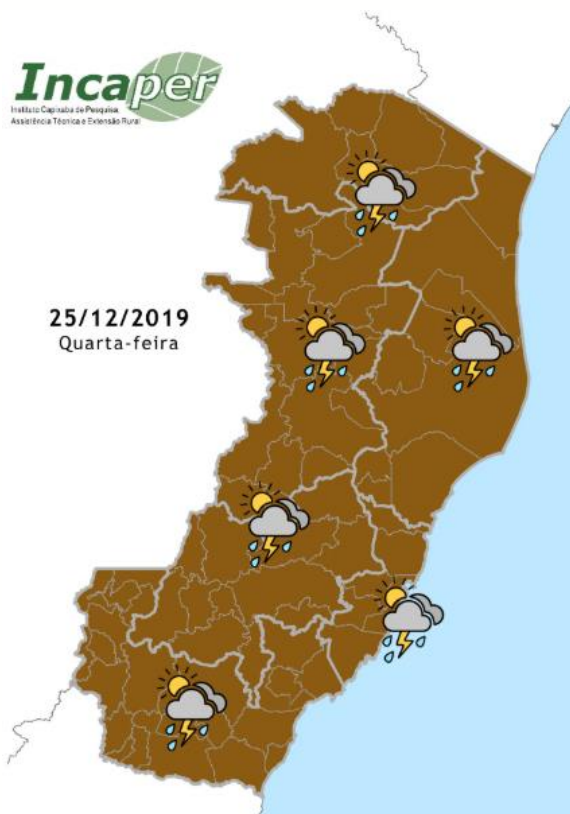 Incaper
Instituto Capixaba de Pesquisa
Assistência Técnica e Extensão Rural
25/12/2019
Quarta-feira